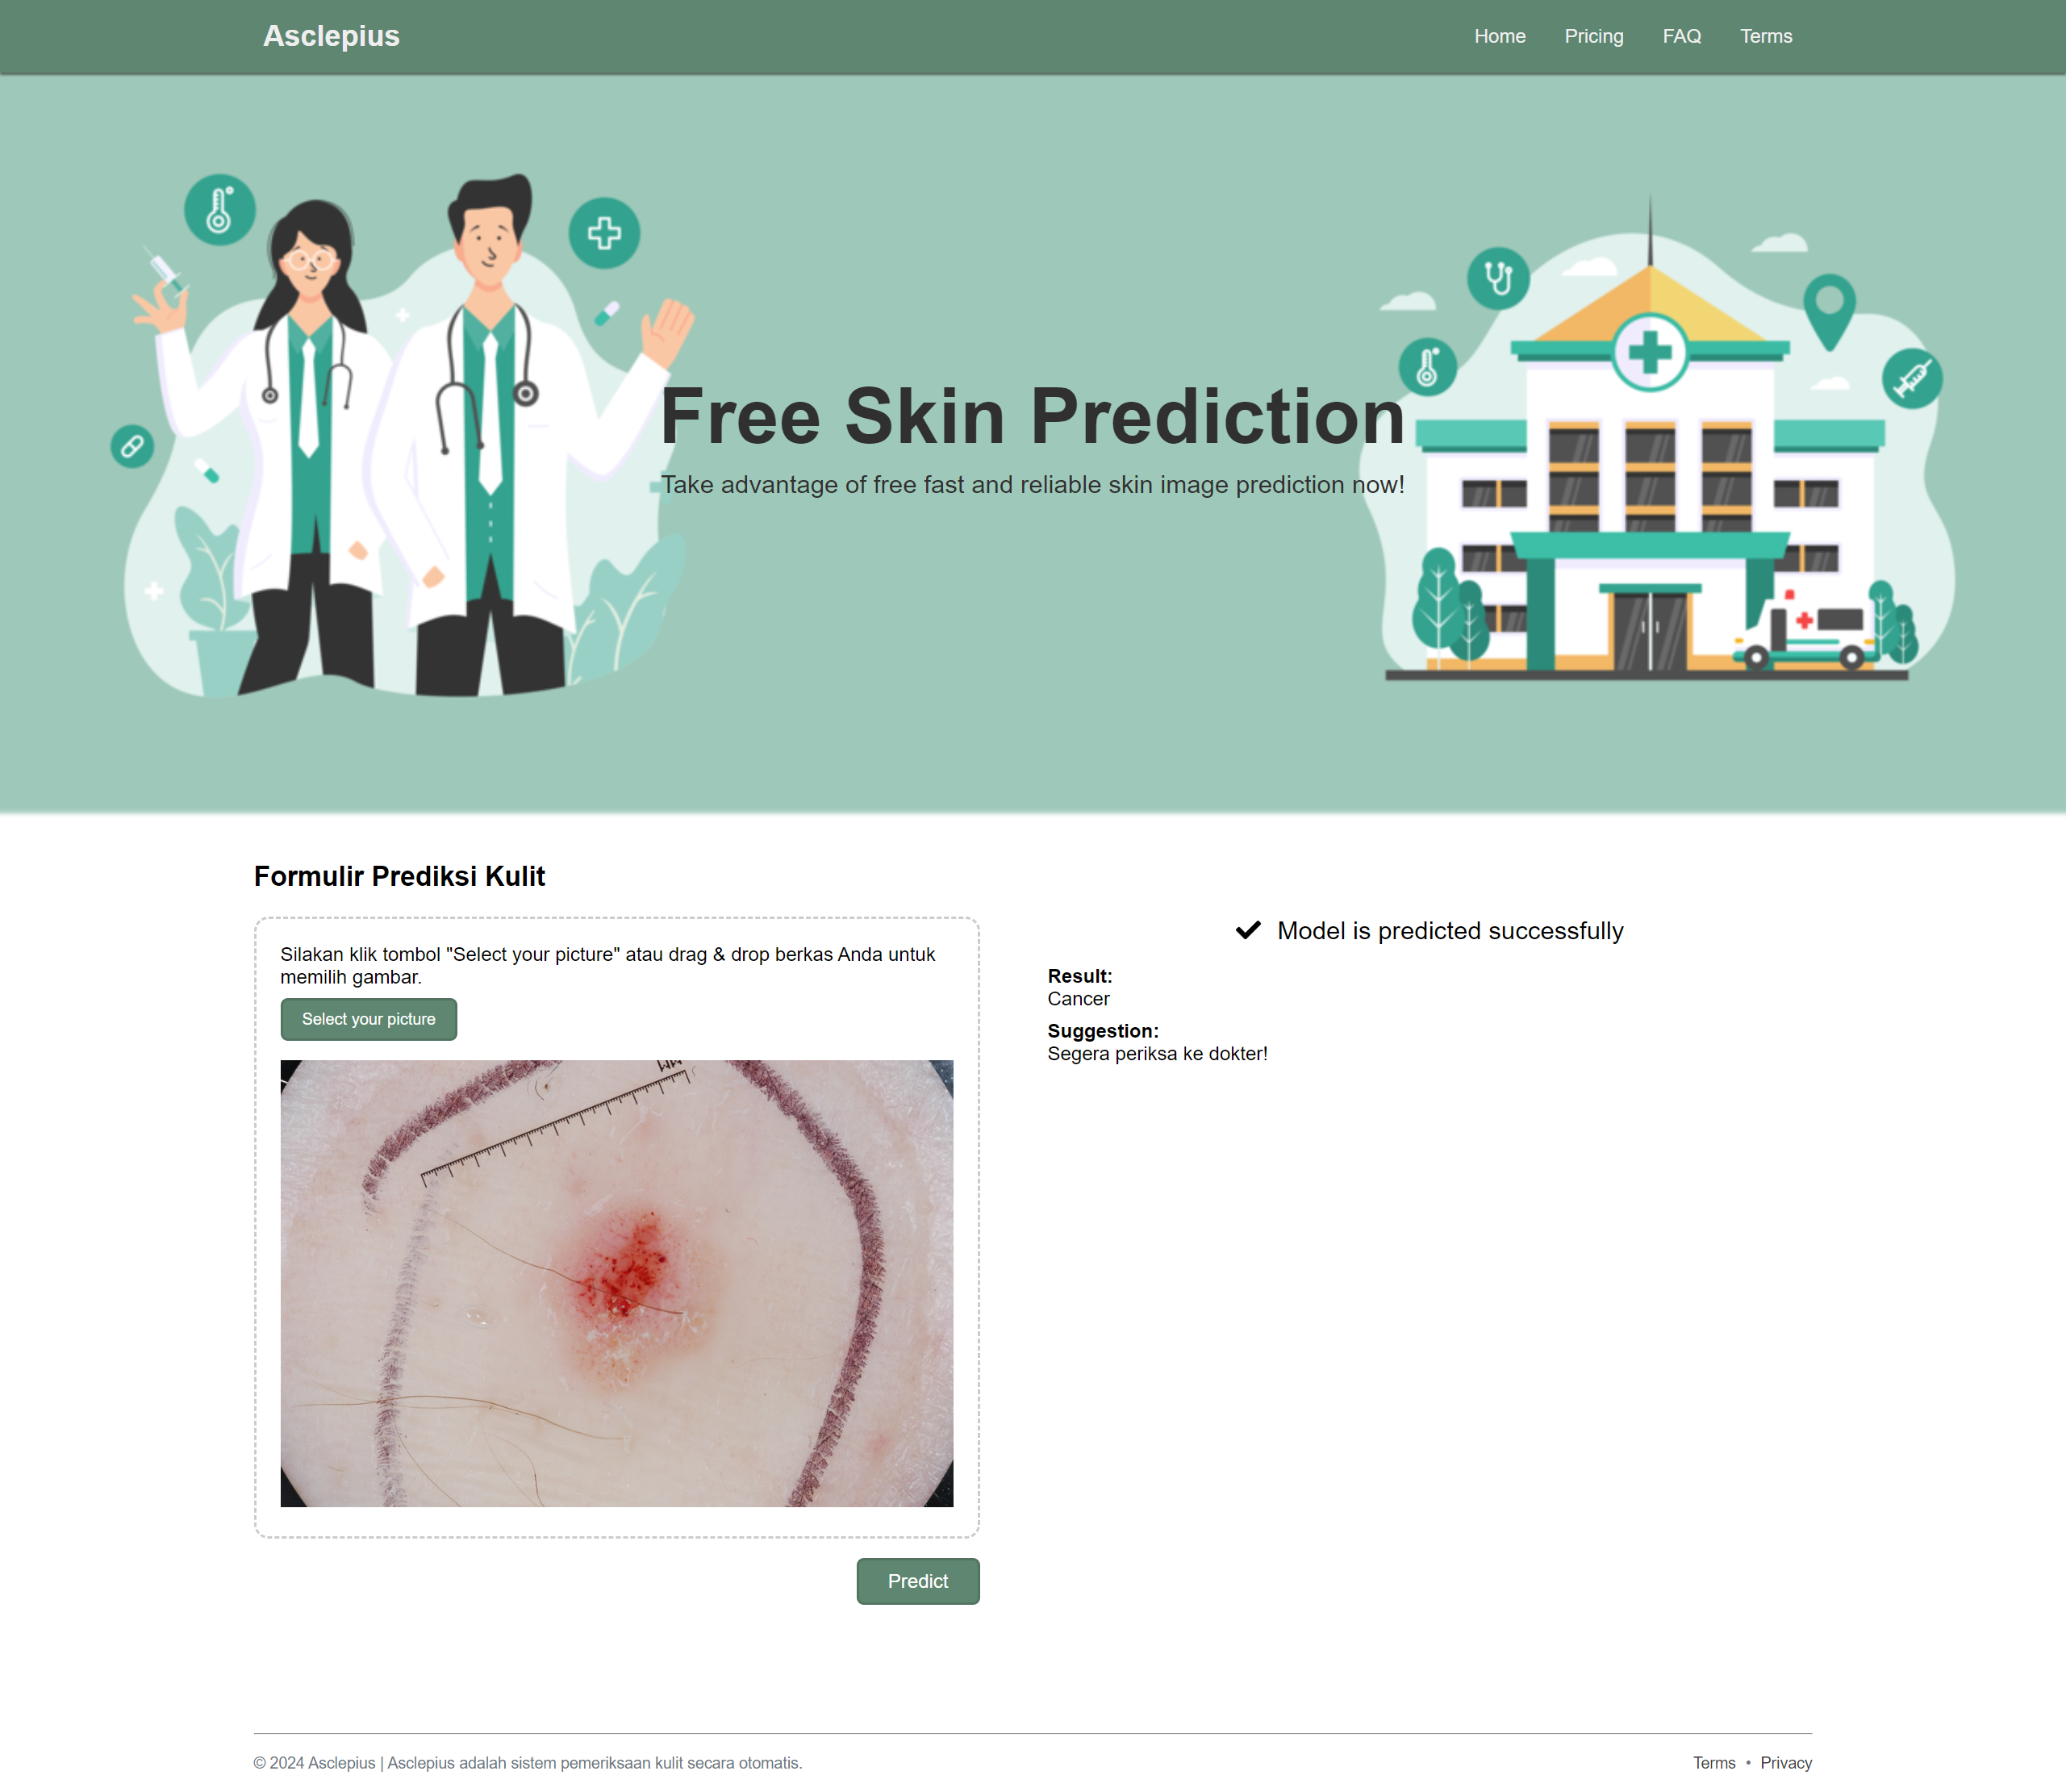 Asclepius
Home Pricing FAQ Terms
Free Skin Prediction
Take advantage of free fast and reliable skin image prediction now!
Formulir Prediksi Kulit
Silakan klik tombol "Select your picture" atau drag & drop berkas Anda untuk
memilih gambar.
Select your picture
MM
Predict
Model is predicted successfully
Result:
Cancer
Suggestion:
Segera periksa ke dokter!
© 2024 Asclepius | Asclepius adalah sistem pemeriksaan kulit secara otomatis.
Terms • Privacy